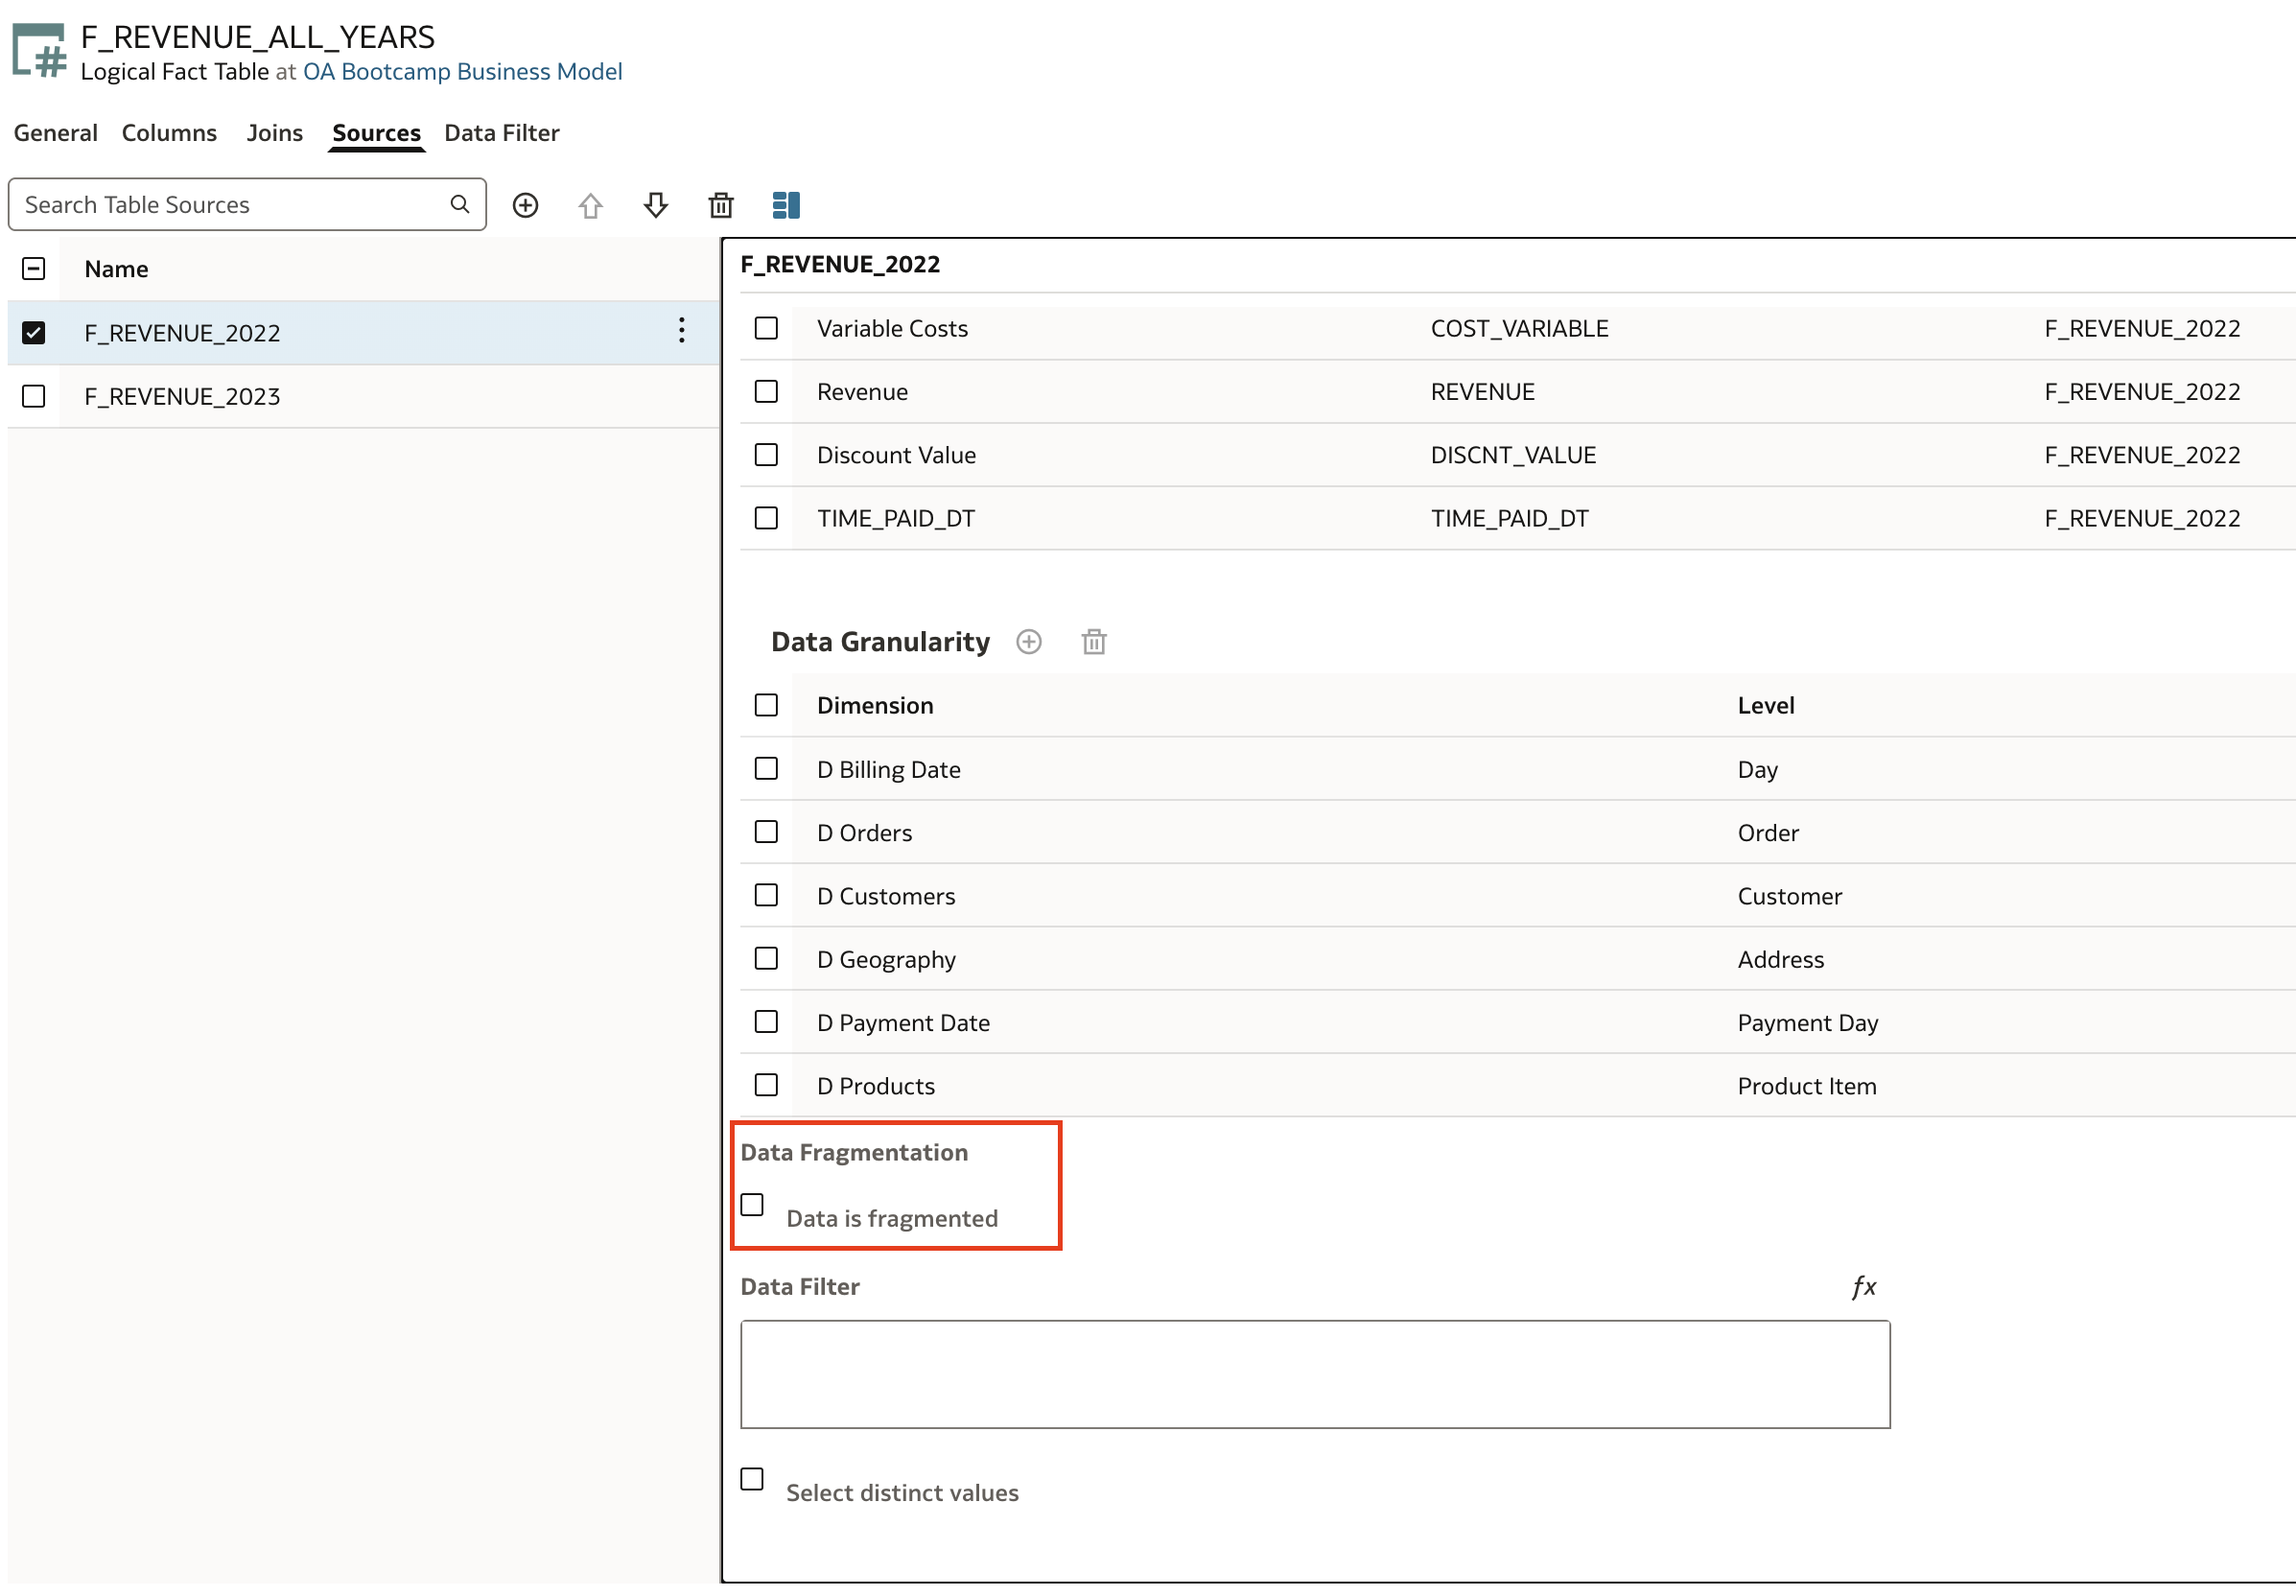 F_REVENUE_ALL_YEARS
Logical Fact Table at OA Bootcamp Business Model
General Columns Joins Sources Data Filter
Search Table Sources
Name
F_REVENUE_2022
F_REVENUE_2023
F_REVENUE_2022
Variable Costs COST_VARIABLE F_REVENUE_2022
Revenue REVENUE F_REVENUE_2022
Discount Value DISCNT_VALUE F_REVENUE_2022
TIME_PAID_DT TIME_PAID_DT F_REVENUE_2022
Data Granularity
Dimension Level
D Billing Date Day
D Orders Order
D Customers Customer
D Geography Address
D Payment Date Payment Day
D Products Product Item
Data Fragmentation
Data is fragmented
Data Filter fx
Select distinct values